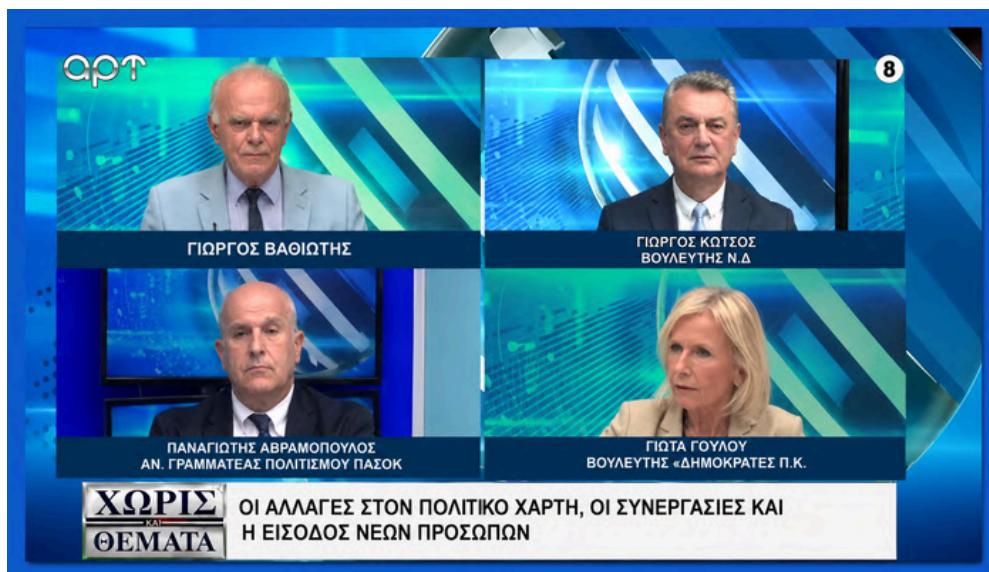 αρτ
8
ΓΙΩΡΓΟΣ ΒΑΘΙΩΤΗΣ
ΓΙΩΡΓΟΣ ΚΩΤΣΟΣ
ΒΟΥΛΕΥΤΗΣ Ν.Δ
ΠΑΝΑΓΙΩΤΗΣ ΑΒΡΑΜΟΠΟΥΛΟΣ
ΑΝ. ΓΡΑΜΜΑΤΕΑΣ ΠΟΛΙΤΙΣΜΟΥ ΠΑΣΟΚ
ΓΙΩΤΑ ΓΟΥΛΟΥ
ΒΟΥΛΕΥΤΗΣ «ΔΗΜΟΚΡΑΤΕΣ Π.Κ.
ΧΩΡΙΣ
ΚΑΙ
ΘΕΜΑΤΑ
ΟΙ ΑΛΛΑΓΕΣ ΣΤΟΝ ΠΟΛΙΤΙΚΟ ΧΑΡΤΗ, ΟΙ ΣΥΝΕΡΓΑΣΙΕΣ ΚΑΙ
Η ΕΙΣΟΔΟΣ ΝΕΩΝ ΠΡΟΣΩΠΩΝ